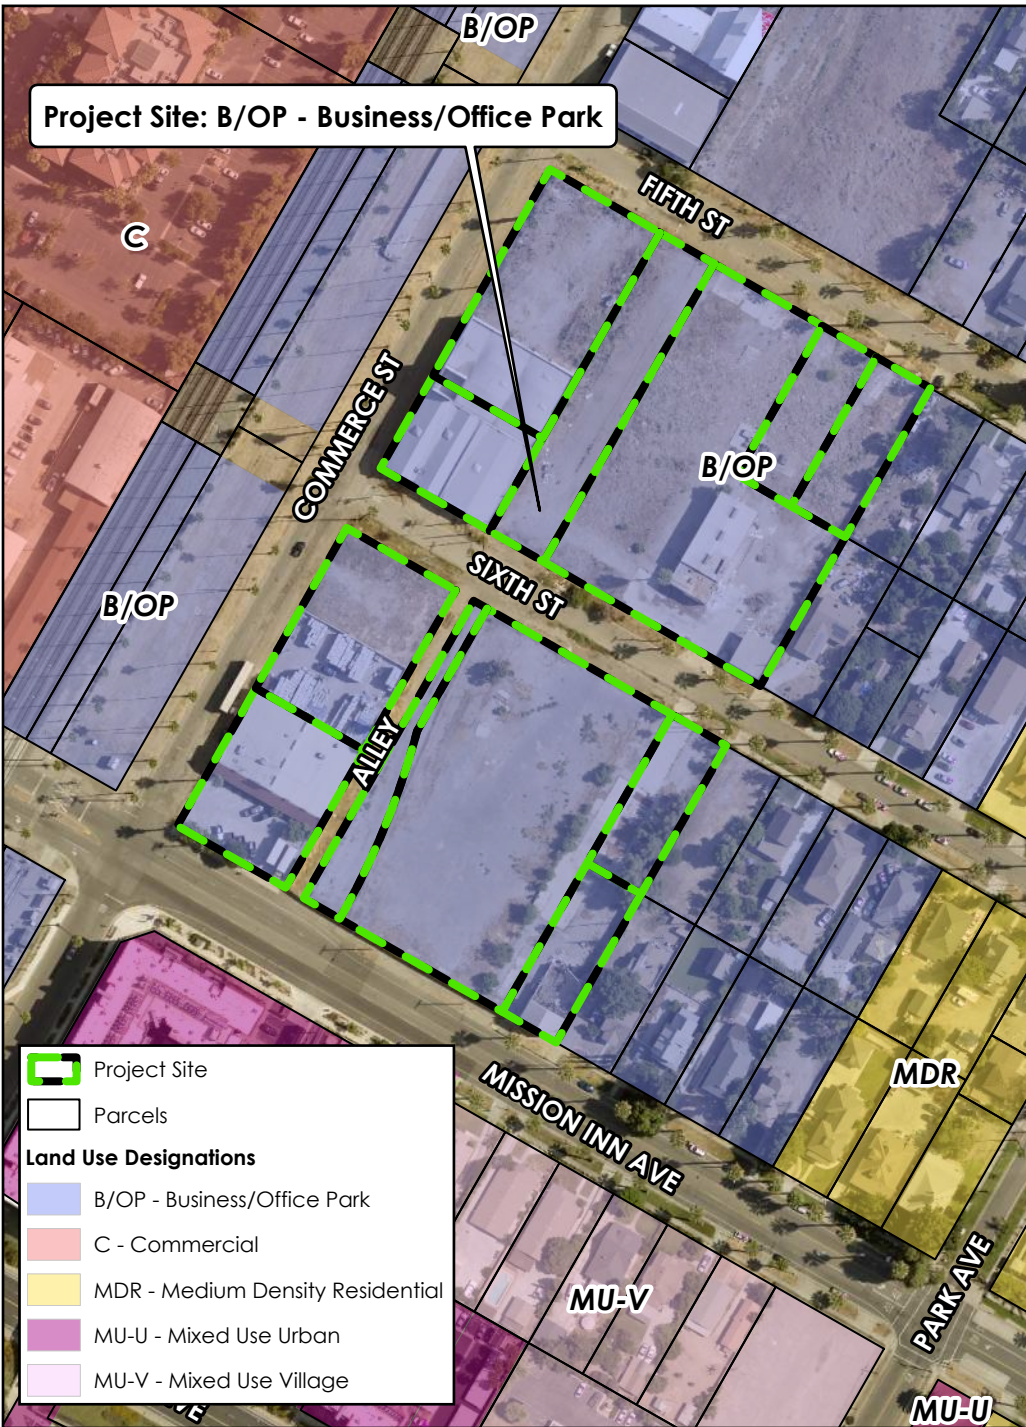 B/OP
Project Site: B/OP - Business/Office Park
FIFTH ST
C
COMMERCE ST
B/OP
SIXTH ST
B/OP
ALLEY
MDR
MISSION INN AVE
PARK AVE
MU-V
MU-U
Project Site
Parcels
Land Use Designations
B/OP - Business/Office Park
C - Commercial
MDR - Medium Density Residential
MU-U - Mixed Use Urban
MU-V - Mixed Use Village
VE